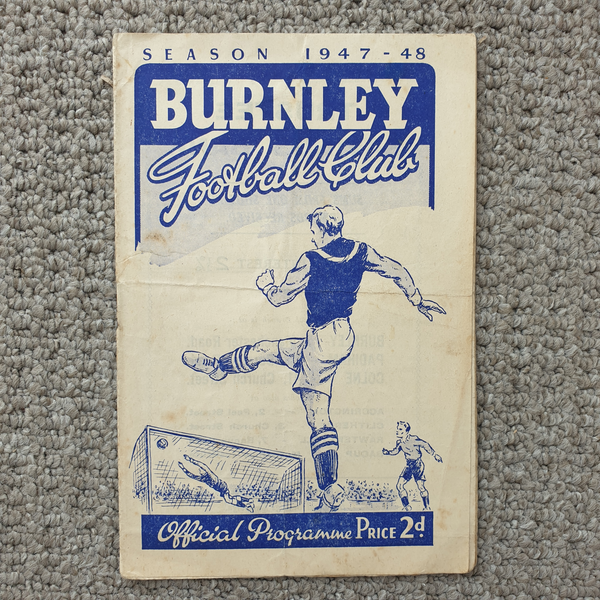 SEASON 1947-48
BURNLEY
Football Club
Official Programme PRICE 2d